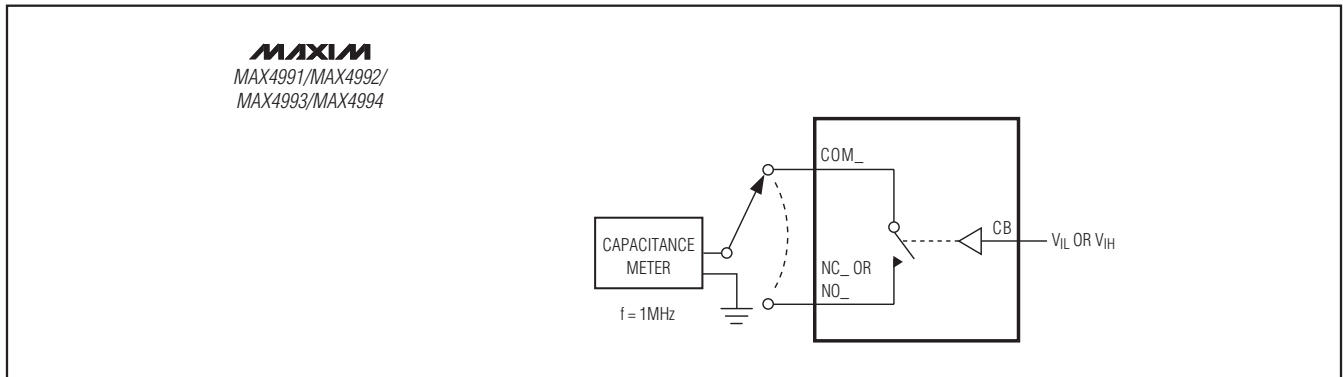 MAXIM
MAX4991/MAX4992/
MAX4993/MAX4994
COM_
CB
VIL OR VIH
CAPACITANCE
METER
NC_ OR
NO_
f = 1MHz